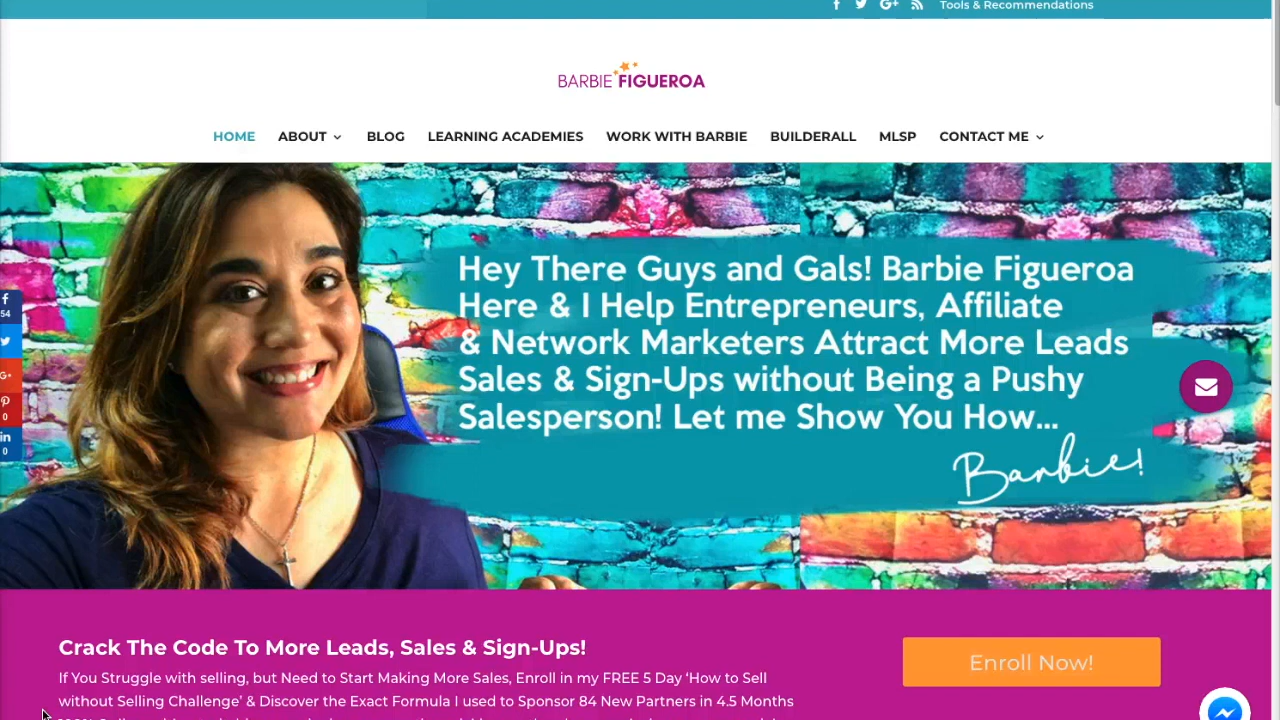 Tools & Recommendations
BARBIE FIGUEROA
HOME ABOUT BLOG LEARNING ACADEMIES WORK WITH BARBIE BUILDERALL MLSP CONTACT ME
Hey There Guys and Gals! Barbie Figueroa
Here & I Help Entrepreneurs, Affiliate
& Network Marketers Attract More Leads
Sales & Sign-Ups without Being a Pushy
Salesperson! Let me Show You How...
Barbie!
54
0
0
Crack The Code To More Leads, Sales & Sign-Ups!
Enroll Now!
If You Struggle with selling, but Need to Start Making More Sales, Enroll in my FREE 5 Day ‘How to Sell
without Selling Challenge’ & Discover the Exact Formula I used to Sponsor 84 New Partners in 4.5 Months